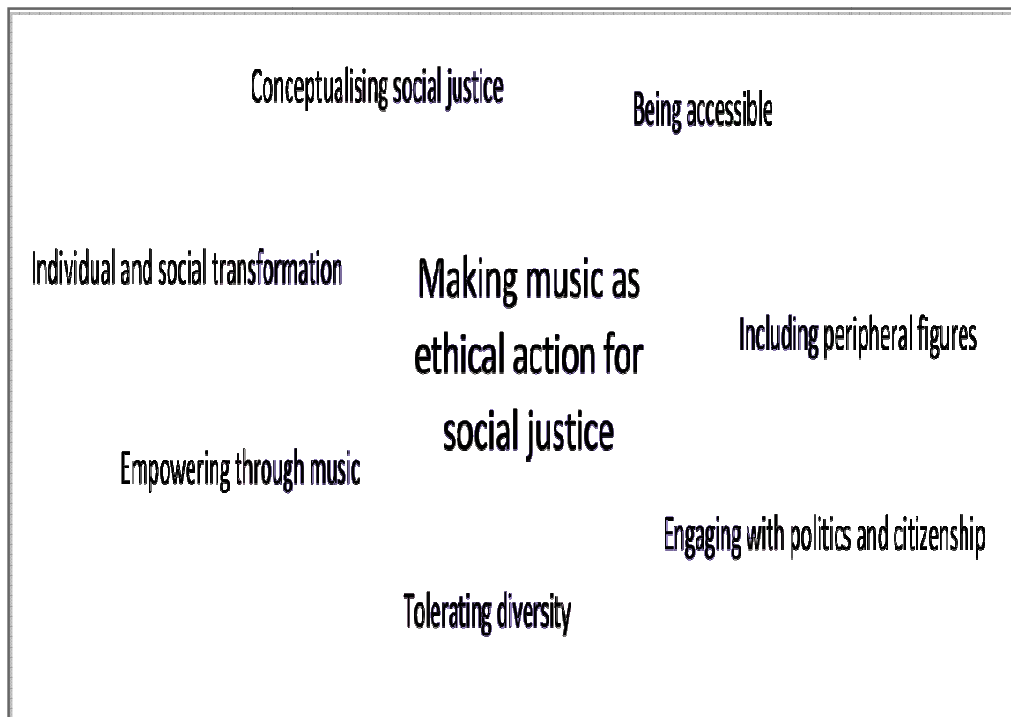 Conceptualising social justice
Being accessible
Individual and social transformation
Making music as
ethical action for
social justice
Including peripheral figures
Empowering through music
Engaging with politics and citizenship
Tolerating diversity